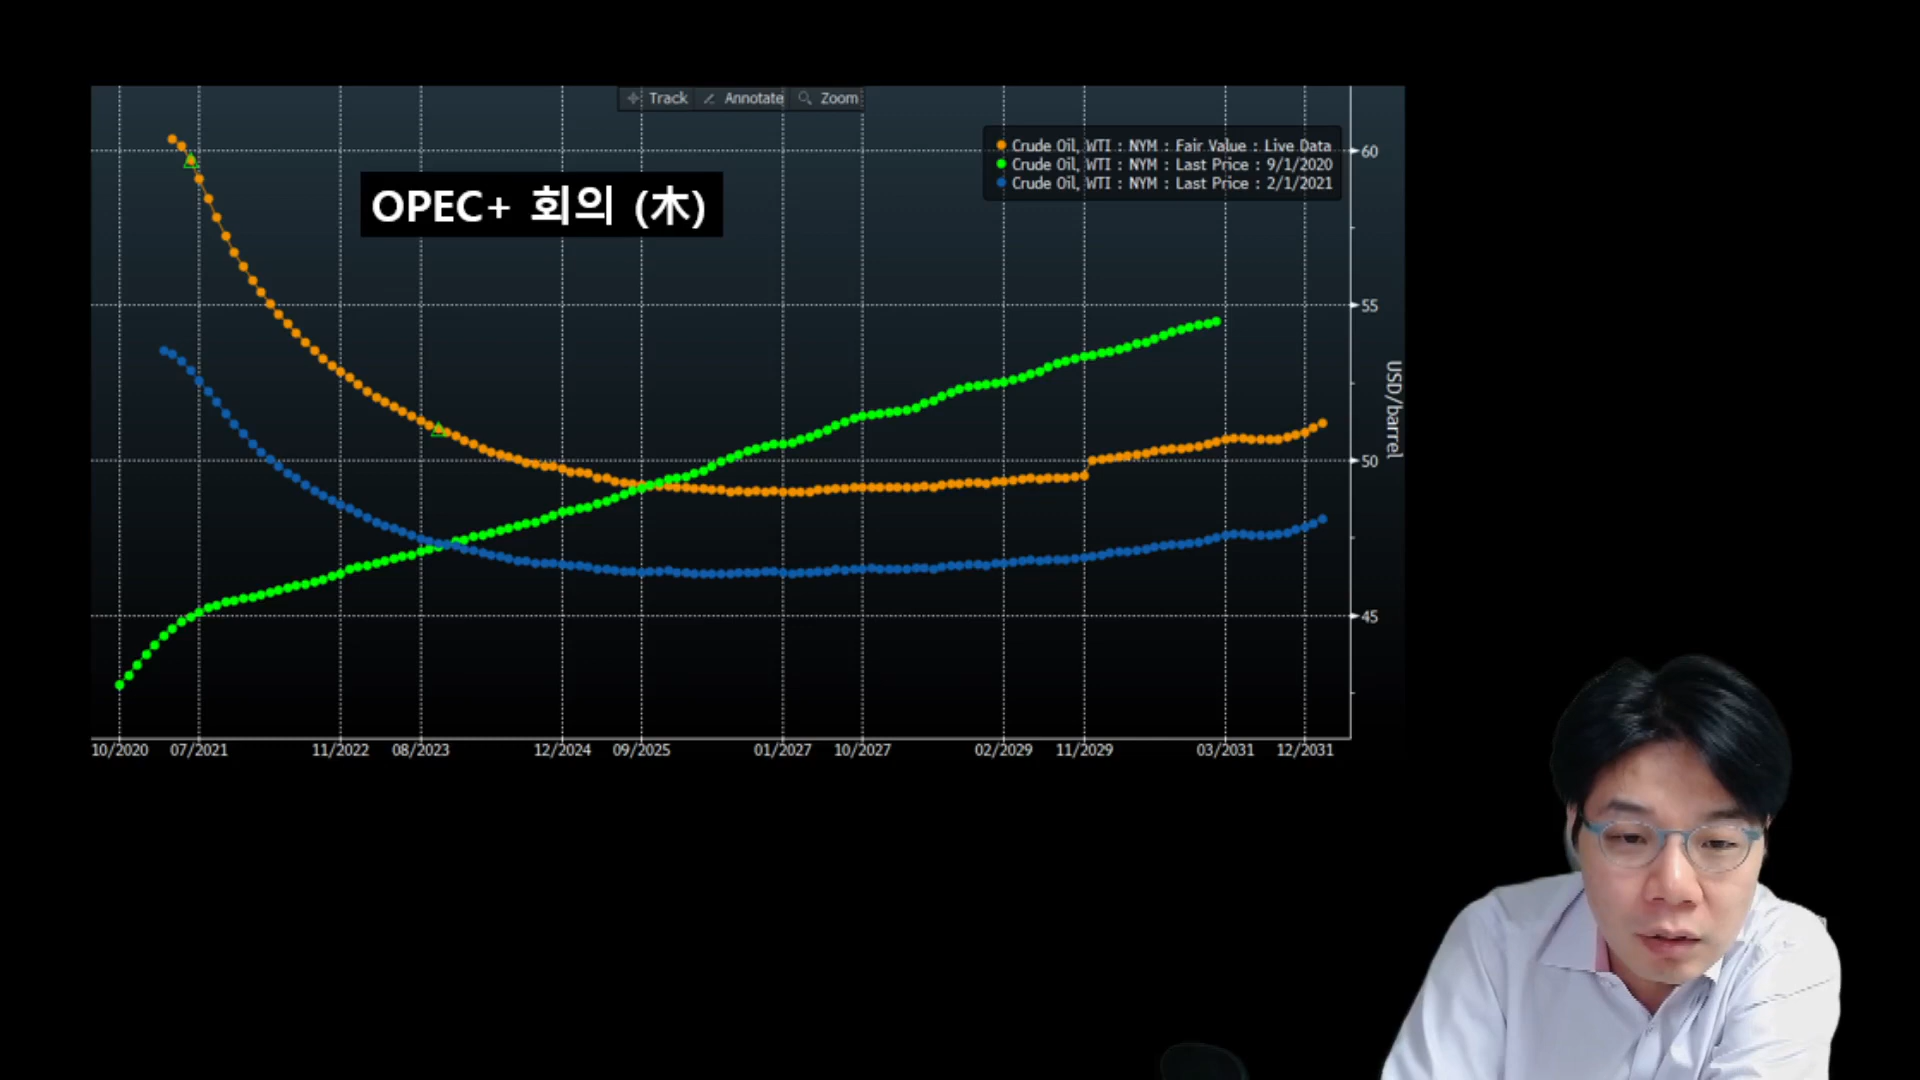 Track Annotate Zoom
Crude Oil, WTI : NYM : Fair Value : Live Data
Crude Oil, WTI : NYM : Last Price : 9/1/2020
Crude Oil, WTI : NYM : Last Price : 2/1/2021
OPEC+ 회의 (木)
60
55
50
45
USD/barrel
10/2020 07/2021 11/2022 08/2023 12/2024 09/2025 01/2027 10/2027 02/2029 11/2029 03/2031 12/2031